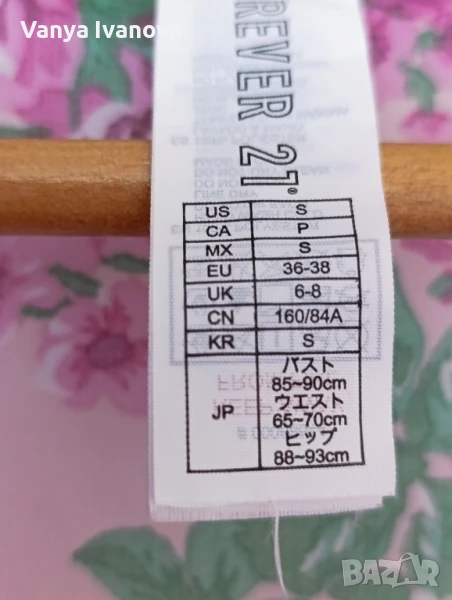 Vanya Ivanova
REVER 21®
US S
CA P
MX S
EU 36-38
UK 6-8
CN 160/84A
KR S
JP バスト
85~90cm
ウエスト
65~70cm
ヒップ
88~93cm
BAZAR